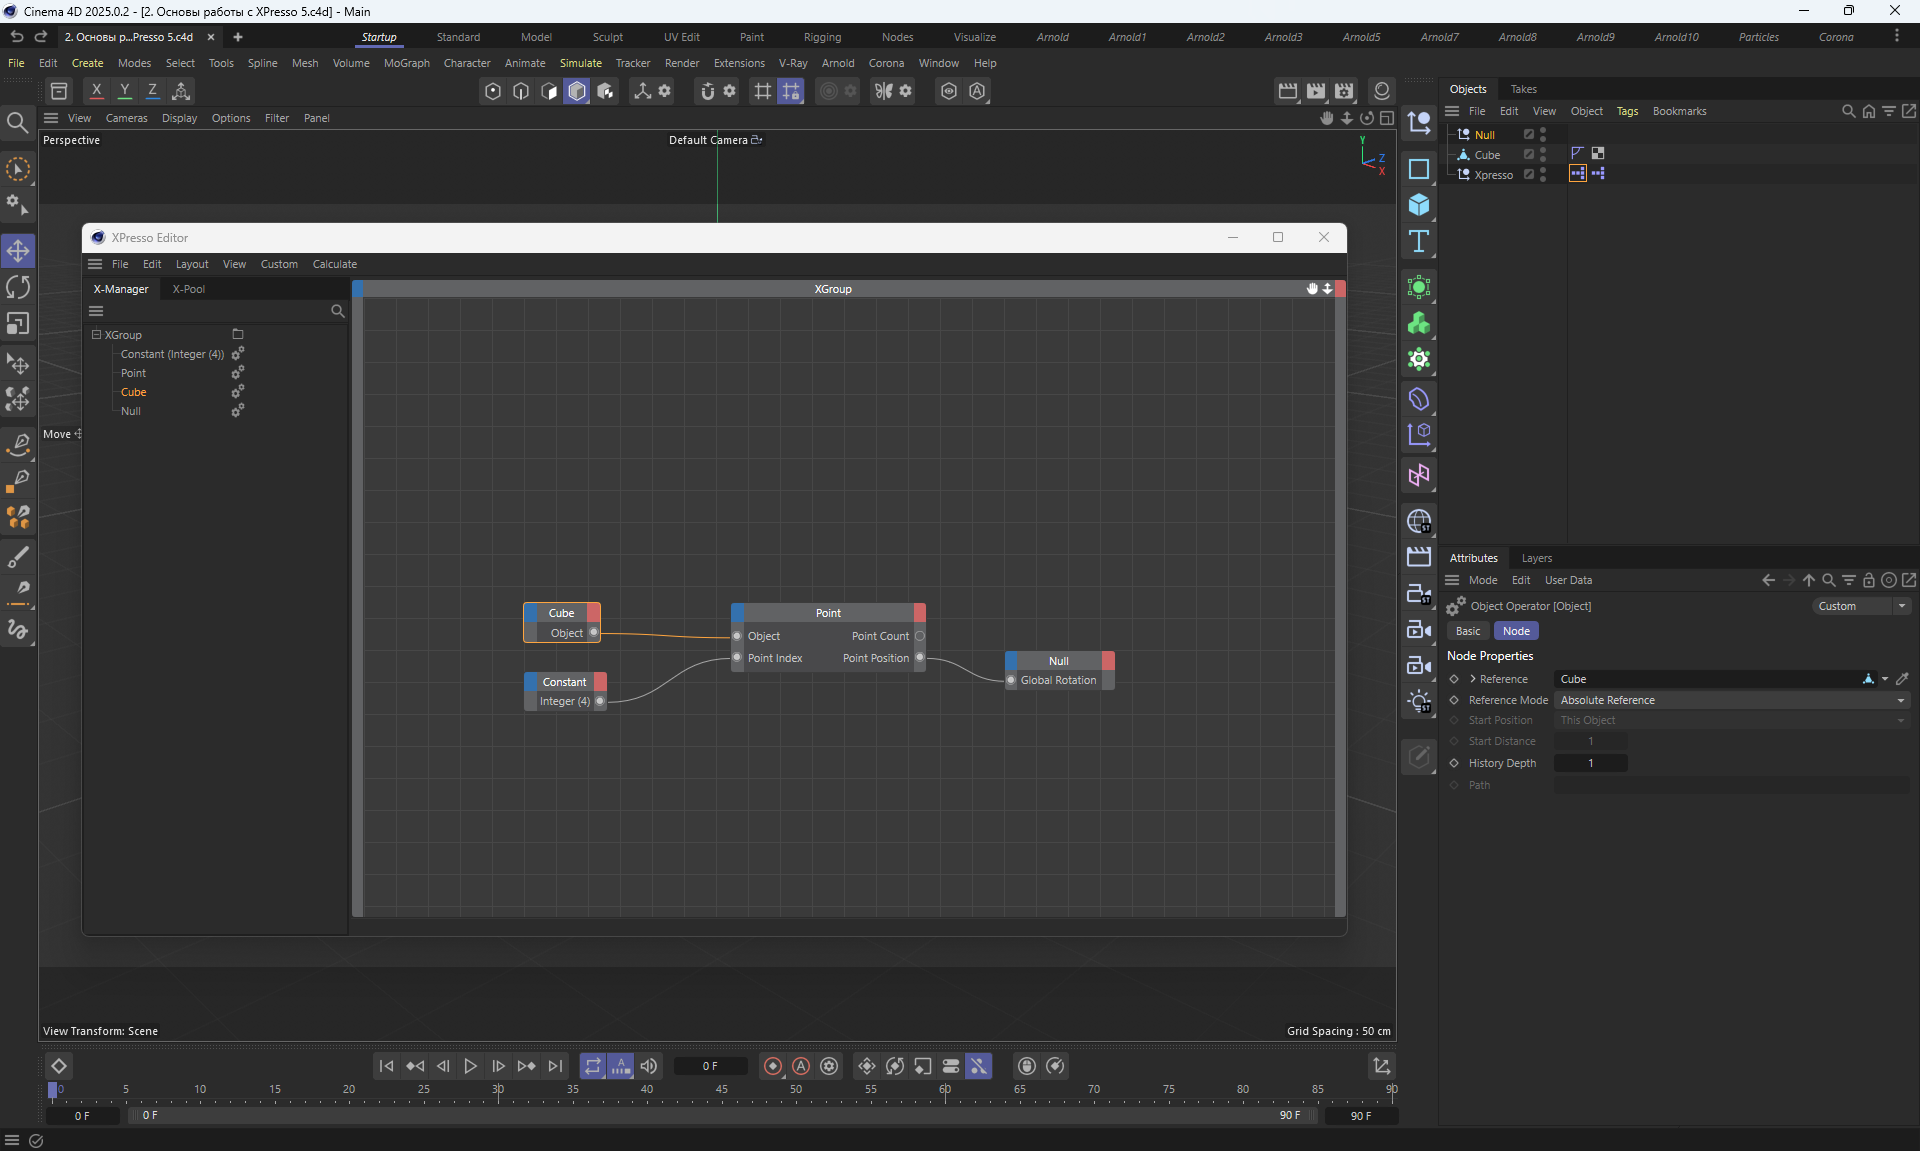 Cinema 4D 2025.0.2 - [2. Основы работы с XPresso 5.c4d] - Main
2. Основы р...Presso 5.c4d
Startup Standard Model Sculpt UV Edit Paint Rigging Nodes Visualize Arnold Arnold1 Arnold2 Arnold3 Arnold5 Arnold7 Arnold8 Arnold9 Arnold10 Particles Corona
File Edit Create Modes Select Tools Spline Mesh Volume MoGraph Character Animate Simulate Tracker Render Extensions V-Ray Arnold Corona Window Help
X Y Z
View Cameras Display Options Filter Panel
Perspective
Default Camera
Y
Z
X
Move
XPresso Editor
File Edit Layout View Custom Calculate
X-Manager X-Pool
XGroup
XGroup
Constant (Integer (4))
Point
Cube
Null
Cube
Object
Constant
Integer (4)
Point
Object Point Count
Point Index Point Position
Null
Global Rotation
View Transform: Scene
Grid Spacing : 50 cm
Objects Takes
File Edit View Object Tags Bookmarks
Null
Cube
Xpresso
Attributes Layers
Mode Edit User Data
Object Operator [Object]
Custom
Basic Node
Node Properties
Reference Cube
Reference Mode Absolute Reference
Start Position This Object
Start Distance 1
History Depth 1
Path
ST
ST
ST
0 F
0 5 10 15 20 25 30 35 40 45 50 55 60 65 70 75 80 85 90
0 F 0 F 90 F 90 F